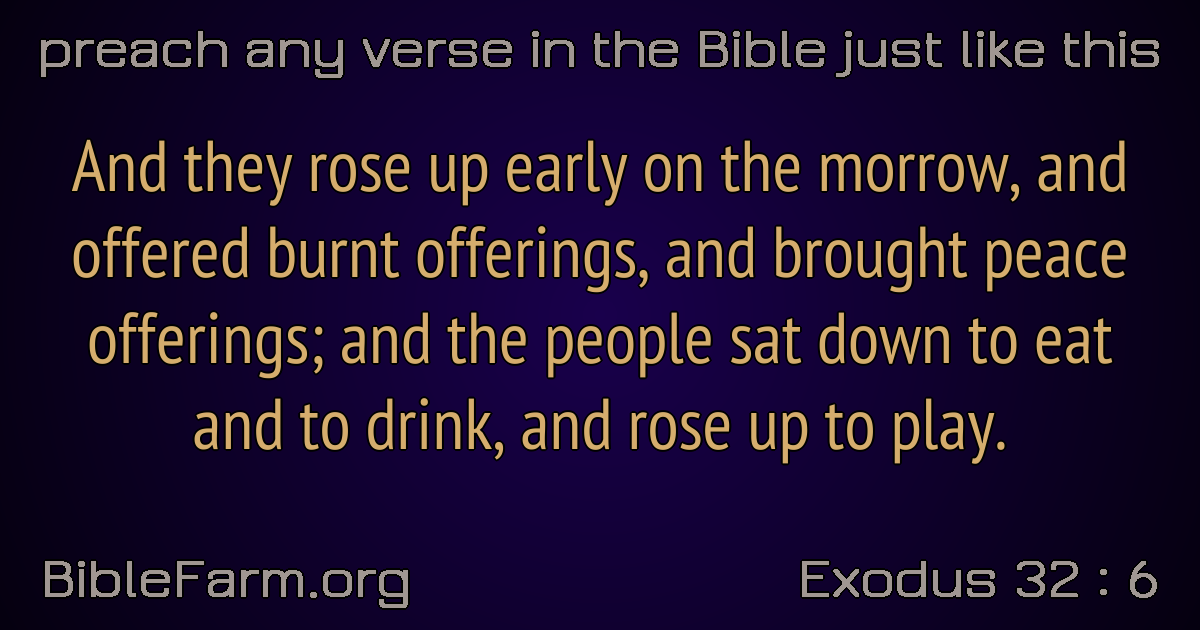 preach any verse in the Bible just like this
And they rose up early on the morrow, and
offered burnt offerings, and brought peace
offerings; and the people sat down to eat
and to drink, and rose up to play.
BibleFarm.org
Exodus 32 : 6